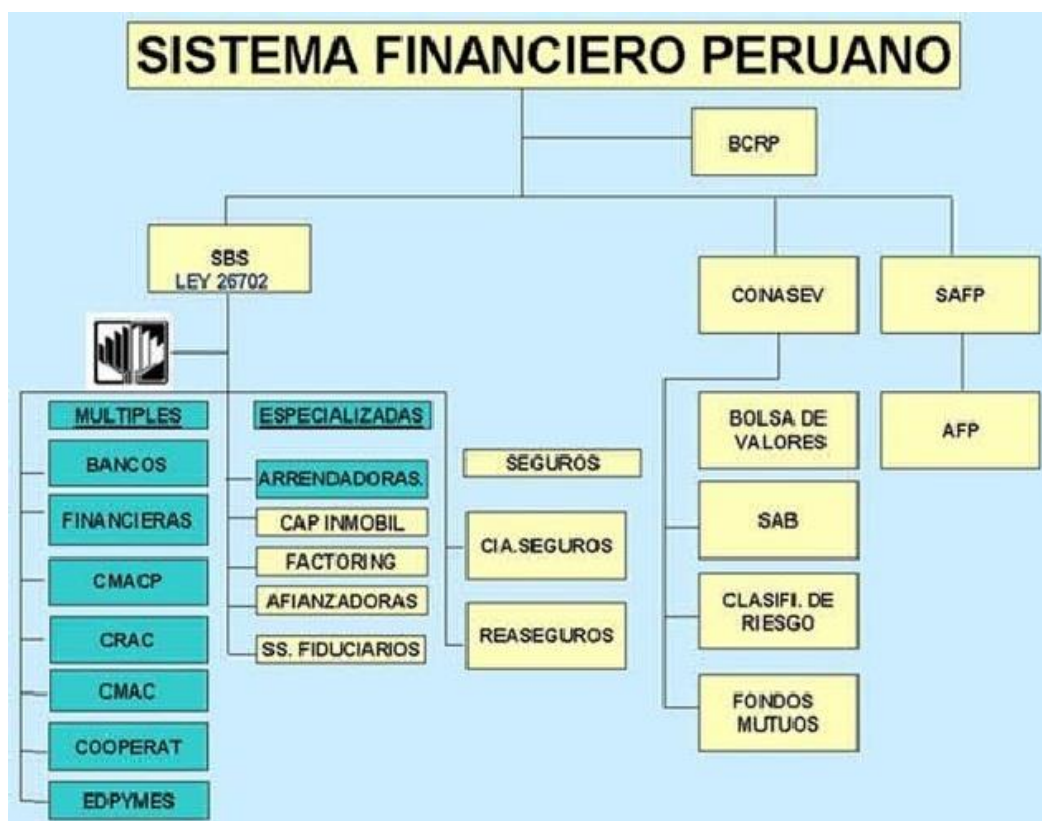 SISTEMA FINANCIERO PERUANO
BCRP
SBS
LEY 26702
CONASEV
SAFP
MULTIPLES
BANCOS
FINANCIERAS
CMACP
CRAC
CMAC
COOPERAT
EDPYMES
ESPECIALIZADAS
ARRENDADORAS.
CAP INMOBIL
FACTORING
AFIANZADORAS
SS. FIDUCIARIOS
SEGUROS
CIA.SEGUROS
REASEGUROS
BOLSA DE
VALORES
SAB
CLASIFI. DE
RIESGO
FONDOS
MUTUOS
AFP